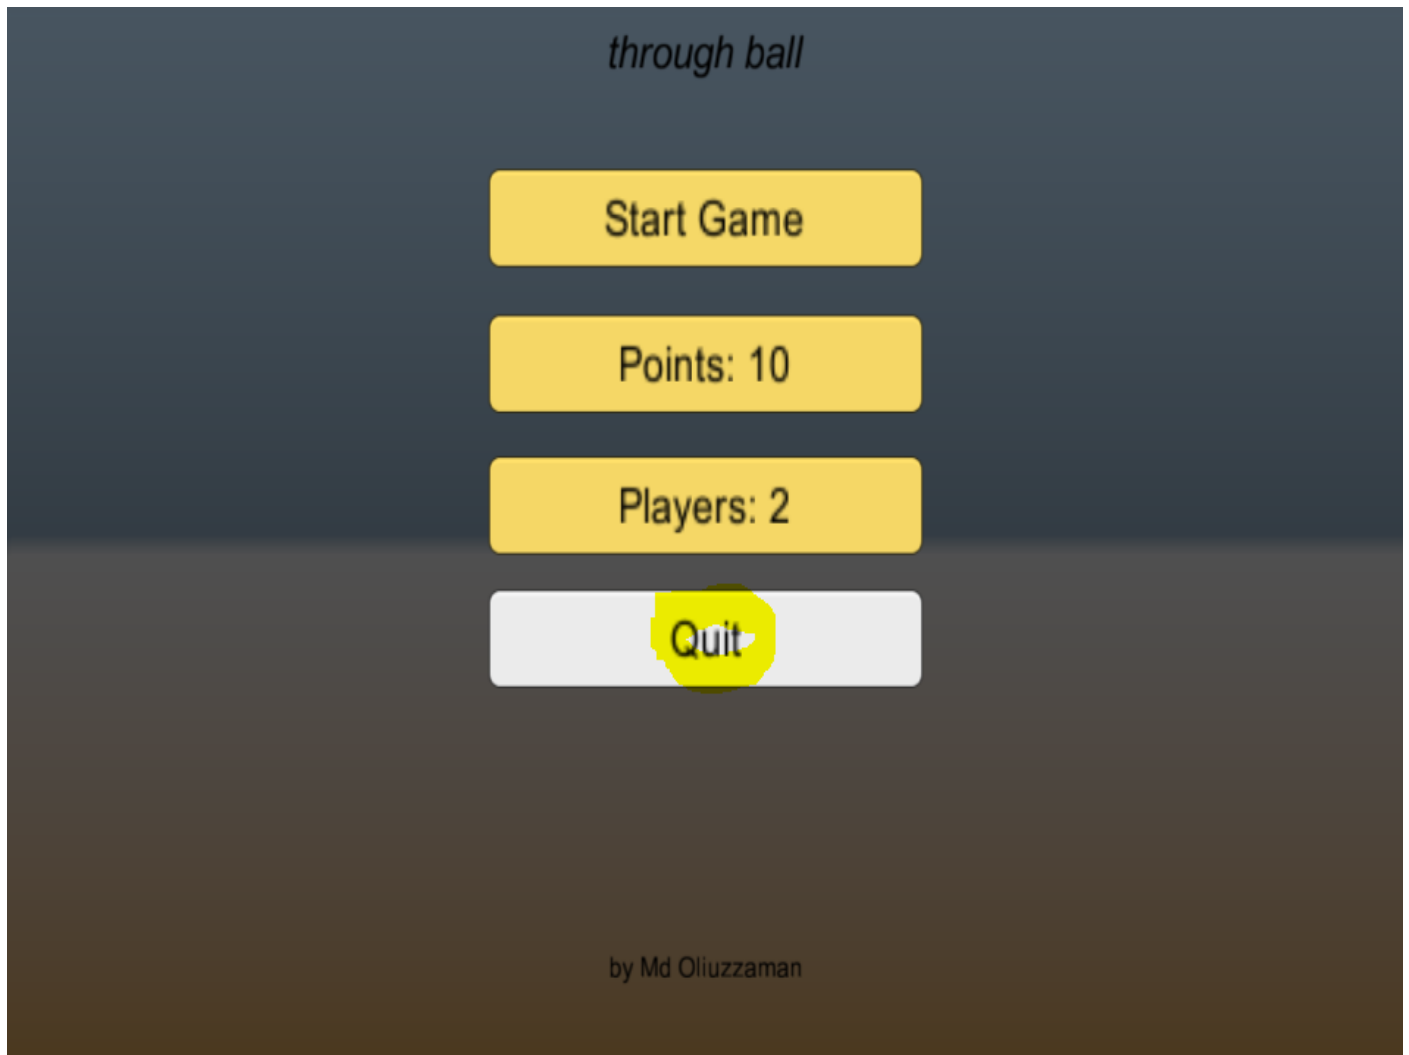 through ball
Start Game
Points: 10
Players: 2
Quit
by Md Oliuzzaman